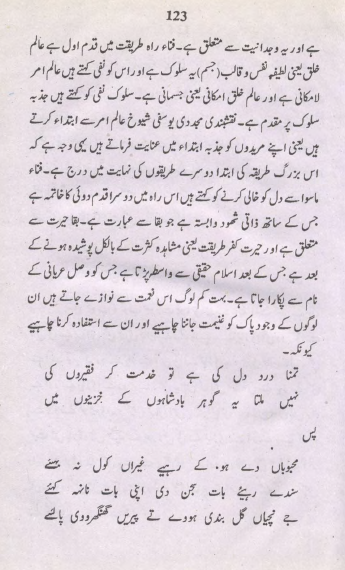 123
ہے اور یہ وجدانیت سے متعلق ہے۔ فناء راہ طریقت میں قدم اول ہے عالم
خلق یعنی لطیفہ نفس و قالب (جسم) یہ سلوک ہے اور اس کو نفی کہتے ہیں عالم امر
لامکانی ہے اور عالم خلق امکانی یعنی جسمانی ہے۔ سلوک نفی کو کہتے ہیں جذبہ
سلوک پر مقدم ہے۔ نقشبندی مجددی یوسفی شیوخ عالم امر سے ابتداء کرتے
ہیں یعنی اپنے مریدوں کو جذبہ ابتداء میں عنایت فرماتے ہیں یہی وجہ ہے کہ
اس بزرگ طریقہ کی ابتدا دوسرے طریقوں کی نہایت میں درج ہے۔ فناء
ماسوا سے دل کو خالی کرنے کو کہتے ہیں اس راہ میں دوسرا قدم دوئی کا خاتمہ ہے
جس کے ساتھ ذاتی شھود وابستہ ہے جو بقا سے عبارت ہے۔ بقا حیرت سے
متعلق ہے اور حیرت کفر طریقت یعنی مشاہدہ کثرت کے بالکل پوشیدہ ہونے کے
بعد ہے جس کے بعد اسلام حقیقی سے واسطہ پڑتا ہے جس کو وصل عریانی کے
نام سے پکارا جاتا ہے۔ بہت کم لوگ اس نعمت سے نوازے جاتے ہیں ان
لوگوں کے وجود پاک کو غنیمت جاننا چاہیے اور ان سے استفادہ کرنا چاہیے
کیونکہ۔
تمنا درد دل کی ہے تو خدمت کر فقیروں کی
نہیں ملتا یہ گوہر بادشاہوں کے خزینوں میں
پس
محبوباں دے ہو کے رہیے غیراں کول نہ بہئے
سندے رہیئے بات سجن دی اپنی بات نانہہ کہئے
جے نچیاں گل بندی ہووے تے پیریں گھنگھرو وی پالئے